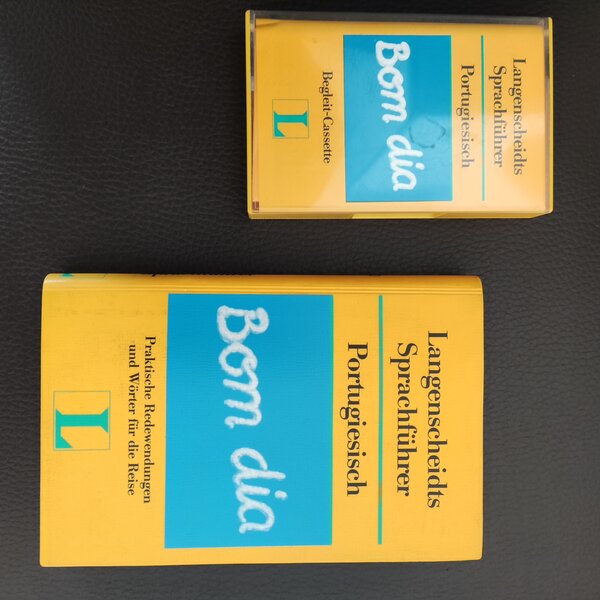 Langenscheidts
Sprachführer
Portugiesisch
Bom dia
Begleit-Cassette
L
Langenscheidts
Sprachführer
Portugiesisch
Bom dia
Praktische Redewendungen
und Wörter für die Reise
L